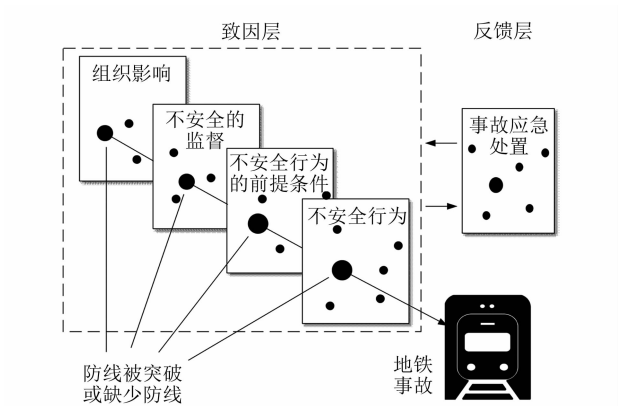 致因层
反馈层
组织影响
不安全的
监督
不安全行为
的前提条件
不安全行为
事故应急
处置
防线被突破
或缺少防线
地铁
事故